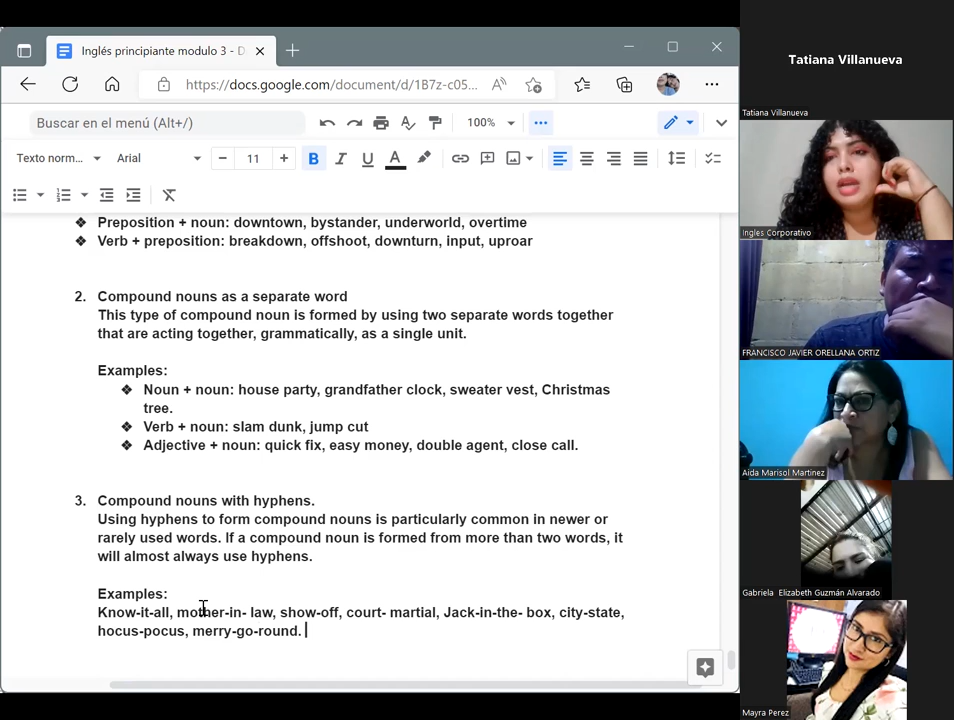 Inglés principiante modulo 3 - D
https://docs.google.com/document/d/1B7z-c05...
Buscar en el menú (Alt+/)
100%
Texto norm...
Arial
11
B I U A
❖ Preposition + noun: downtown, bystander, underworld, overtime
❖ Verb + preposition: breakdown, offshoot, downturn, input, uproar
2. Compound nouns as a separate word
This type of compound noun is formed by using two separate words together
that are acting together, grammatically, as a single unit.
Examples:
❖ Noun + noun: house party, grandfather clock, sweater vest, Christmas
tree.
❖ Verb + noun: slam dunk, jump cut
❖ Adjective + noun: quick fix, easy money, double agent, close call.
3. Compound nouns with hyphens.
Using hyphens to form compound nouns is particularly common in newer or
rarely used words. If a compound noun is formed from more than two words, it
will almost always use hyphens.
Examples:
Know-it-all, mother-in- law, show-off, court- martial, Jack-in-the- box, city-state,
hocus-pocus, merry-go-round.
Tatiana Villanueva
Tatiana Villanueva
Ingles Corporativo
FRANCISCO JAVIER ORELLANA ORTIZ
Aida Marisol Martinez
Gabriela Elizabeth Guzmán Alvarado
Mayra Perez